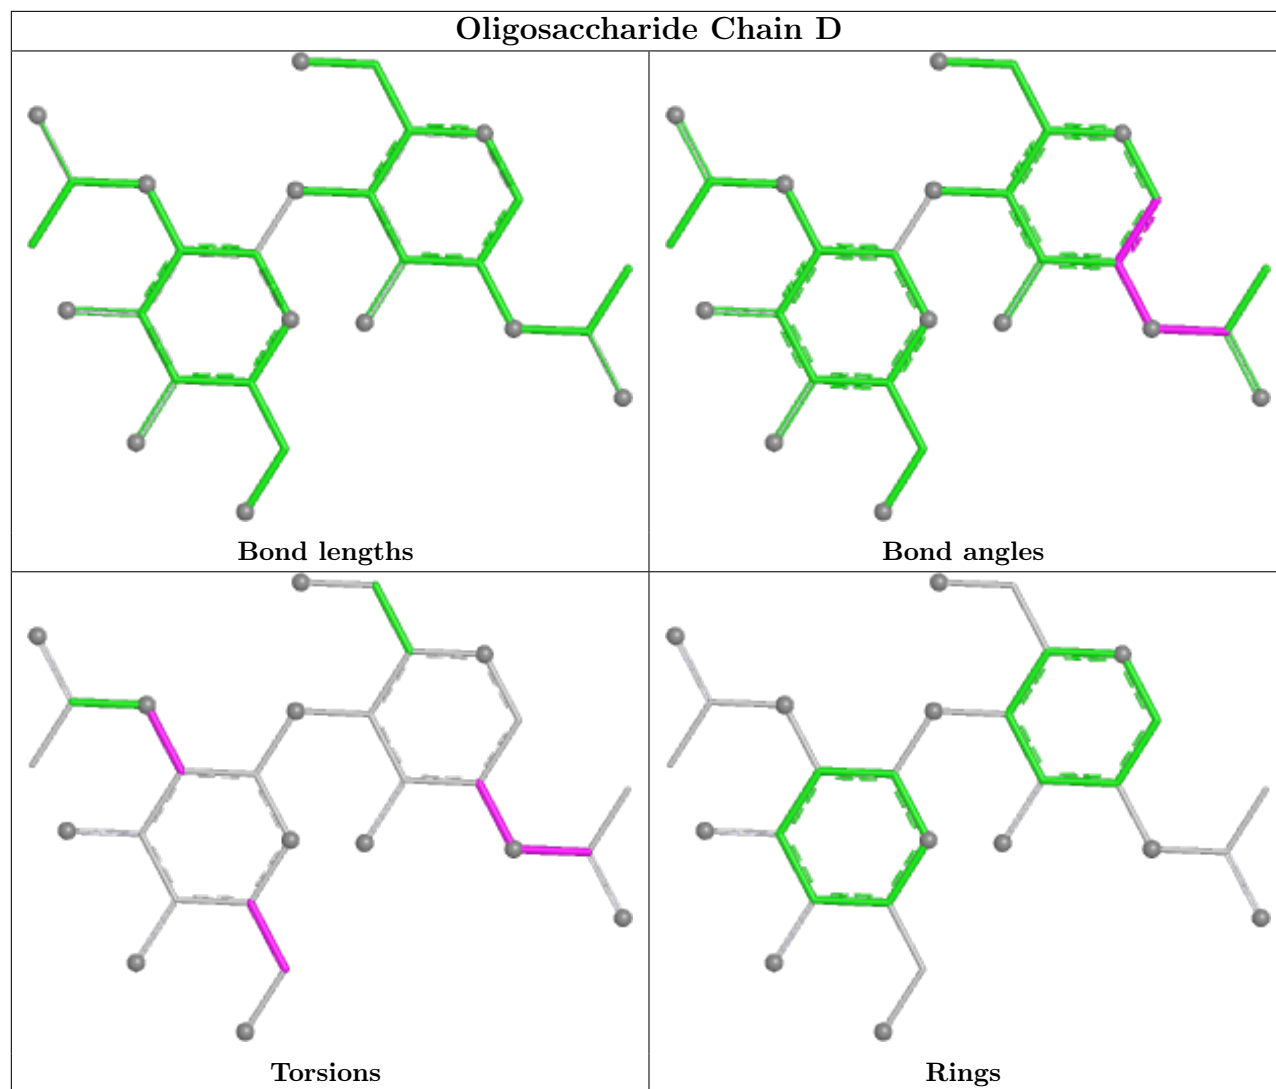 Oligosaccharide Chain D
Bond lengths
Bond angles
Torsions
Rings